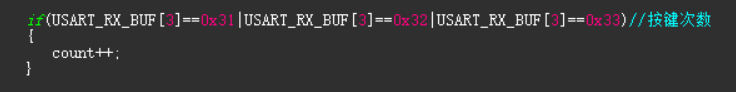 if(USART_RX_BUF[3]==0x31|USART_RX_BUF[3]==0x32|USART_RX_BUF[3]==0x33)//按键次数
{
count++;
}